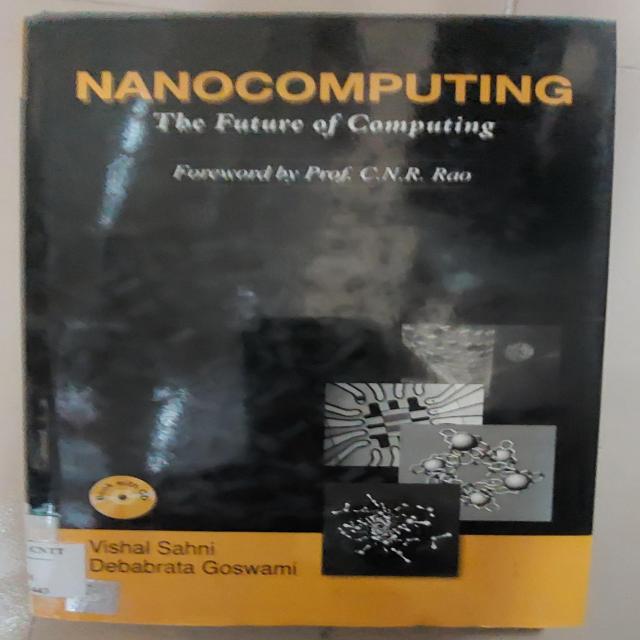 NANOCOMPUTING
The Future of Computing
Foreword by Prof. C.N.R. Rao
Vishal Sahni
Debabrata Goswami